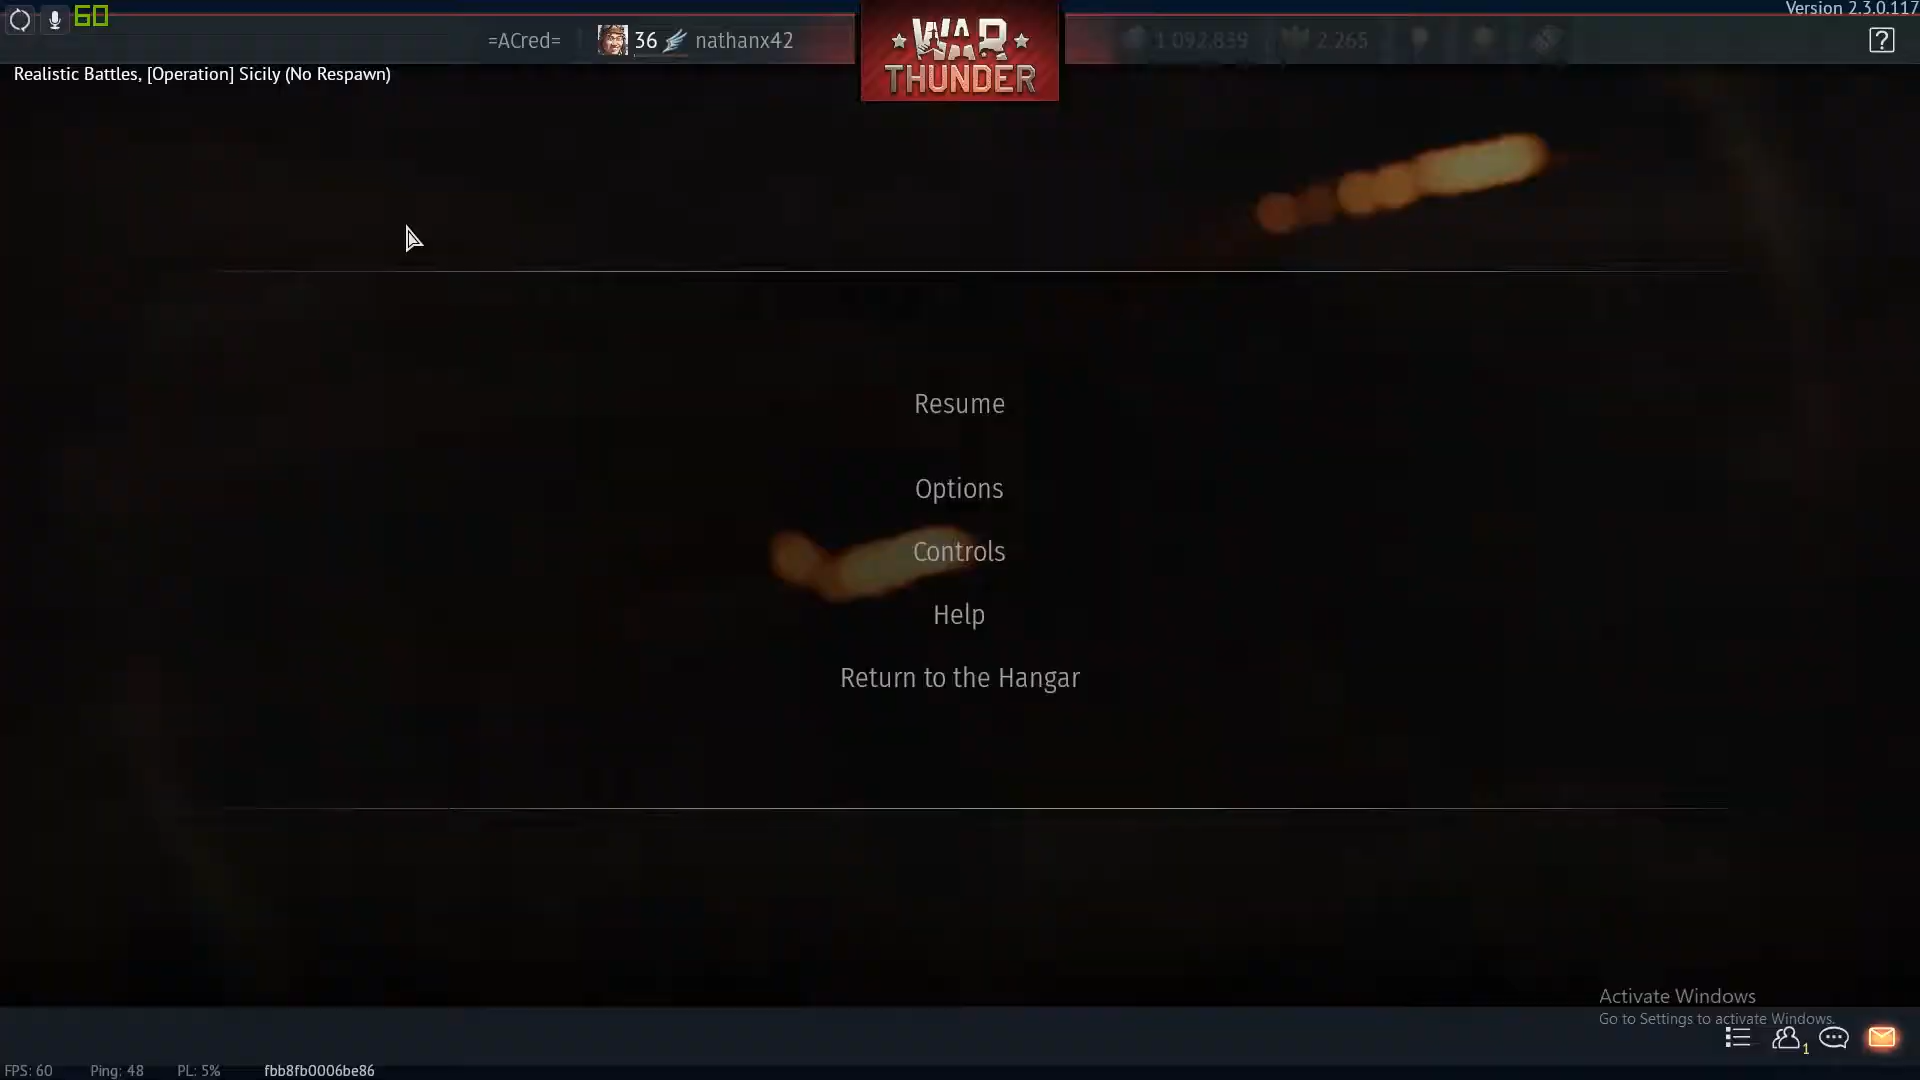 60
Version 2.3.0.117
=ACred= 36 nathanx42
WAR
THUNDER
1 092,839 2,265
?
Realistic Battles, [Operation] Sicily (No Respawn)
Resume
Options
Controls
Help
Return to the Hangar
Activate Windows
Go to Settings to activate Windows.
1
FPS: 60 Ping: 48 PL: 5% fbb8fb0006be86